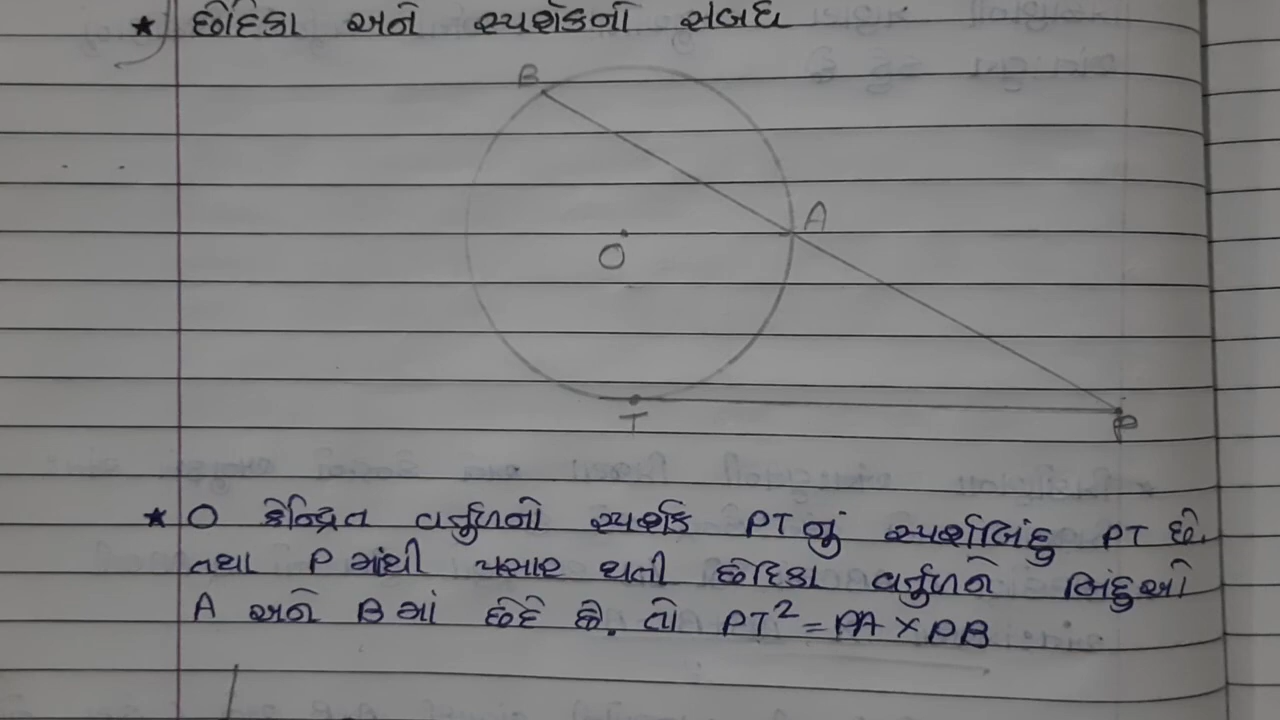 ★ છેદિકા અને સ્પર્શકનો સંબધ
B
A
O
T
P
★ O કેન્દ્રિત વર્તુળનો સ્પર્શક PT નું સ્પર્શબિંદુ PT છે.
તથા P માંથી પસાર થતી છેદિકા વર્તુળને બિંદુઓ
A અને B માં છેદે છે. તો PT² = PA × PB